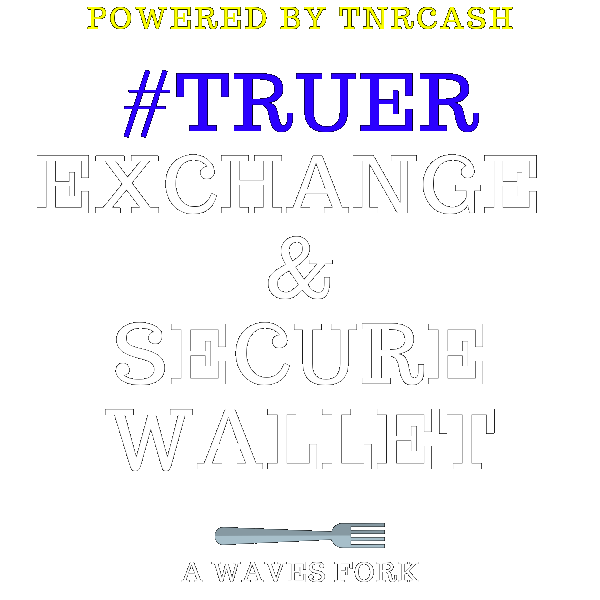 POWERED BY TNRCASH
#TRUER
EXCHANGE
&
SECURE
WALLET
A WAVES FORK